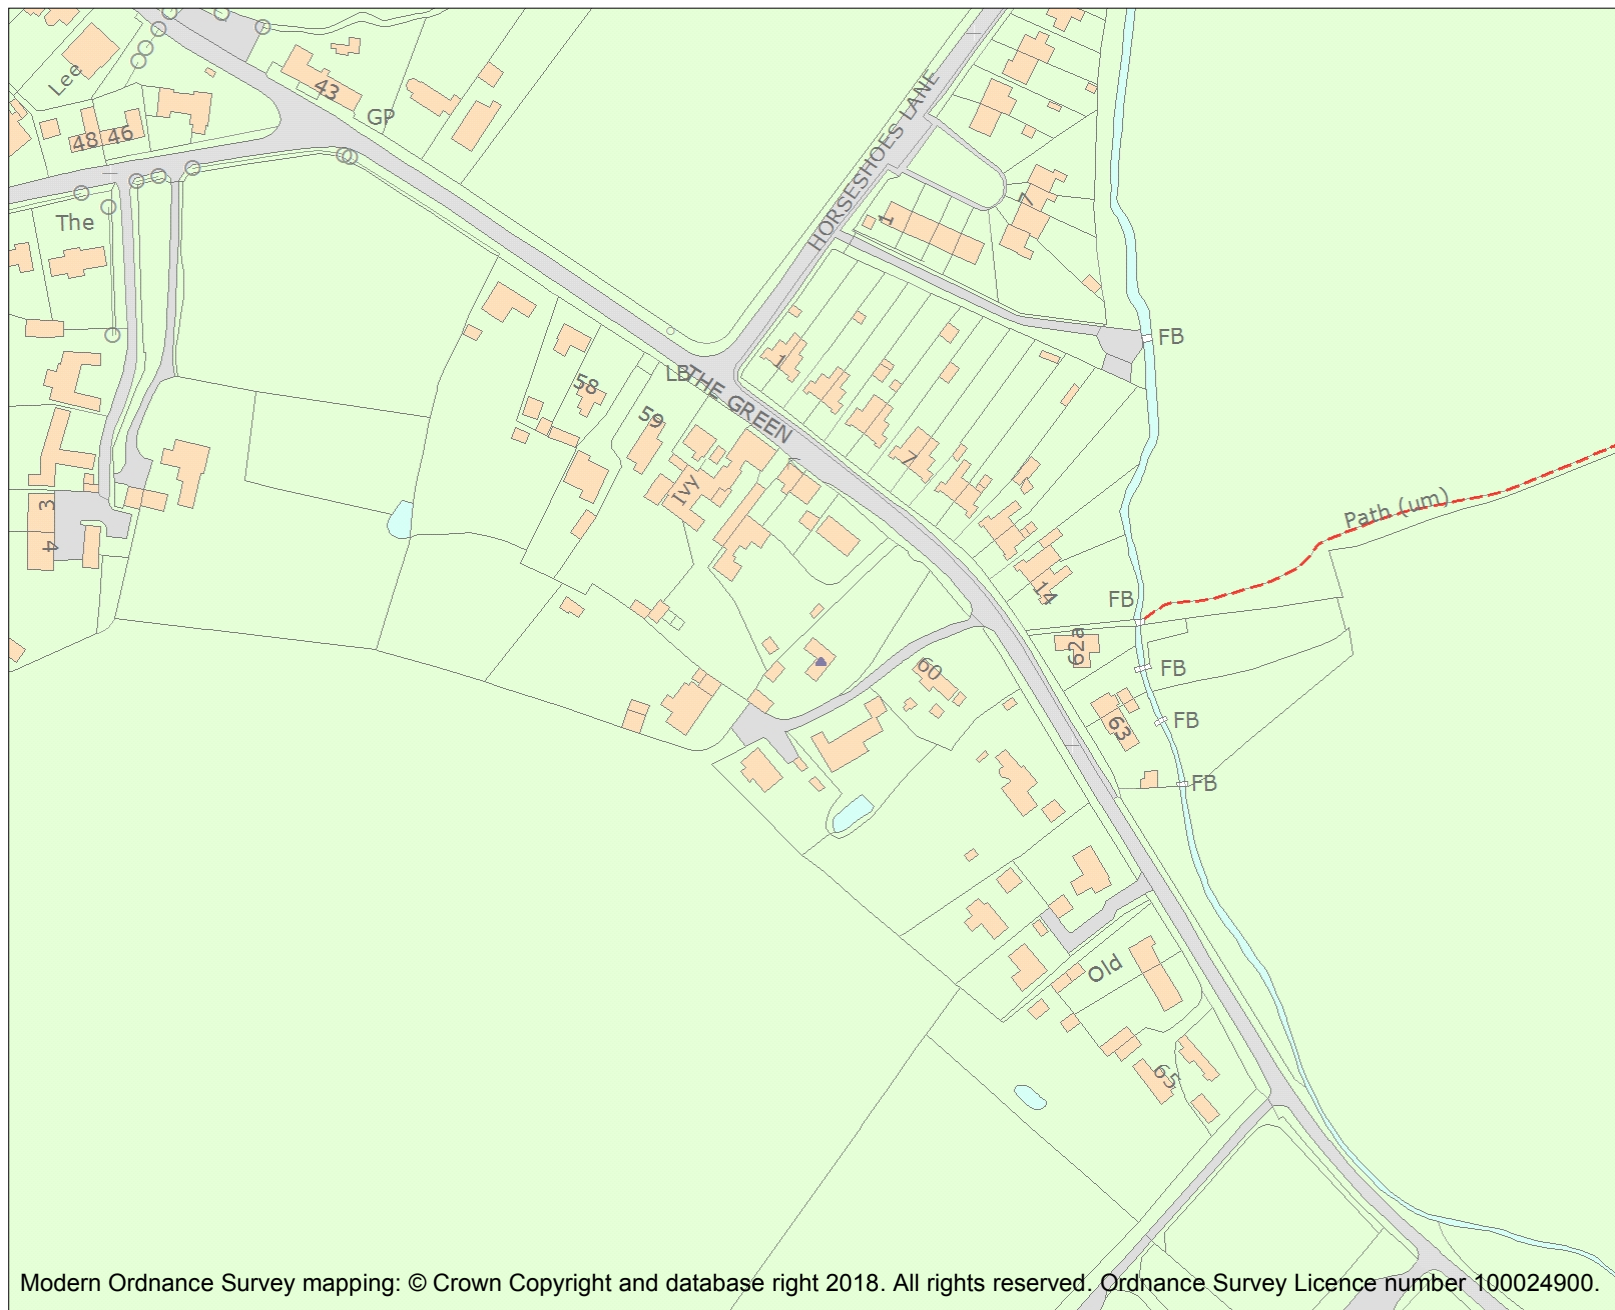 Lee
43
GP
48 46
The
HORSESHOES LANE
7
1
FB
1
LB
THE GREEN
58
59
7
Ivy
3
4
Path (um)
14
FB
62a
60
FB
FB
63
FB
Old
65
Modern Ordnance Survey mapping: © Crown Copyright and database right 2018. All rights reserved. Ordnance Survey Licence number 100024900.